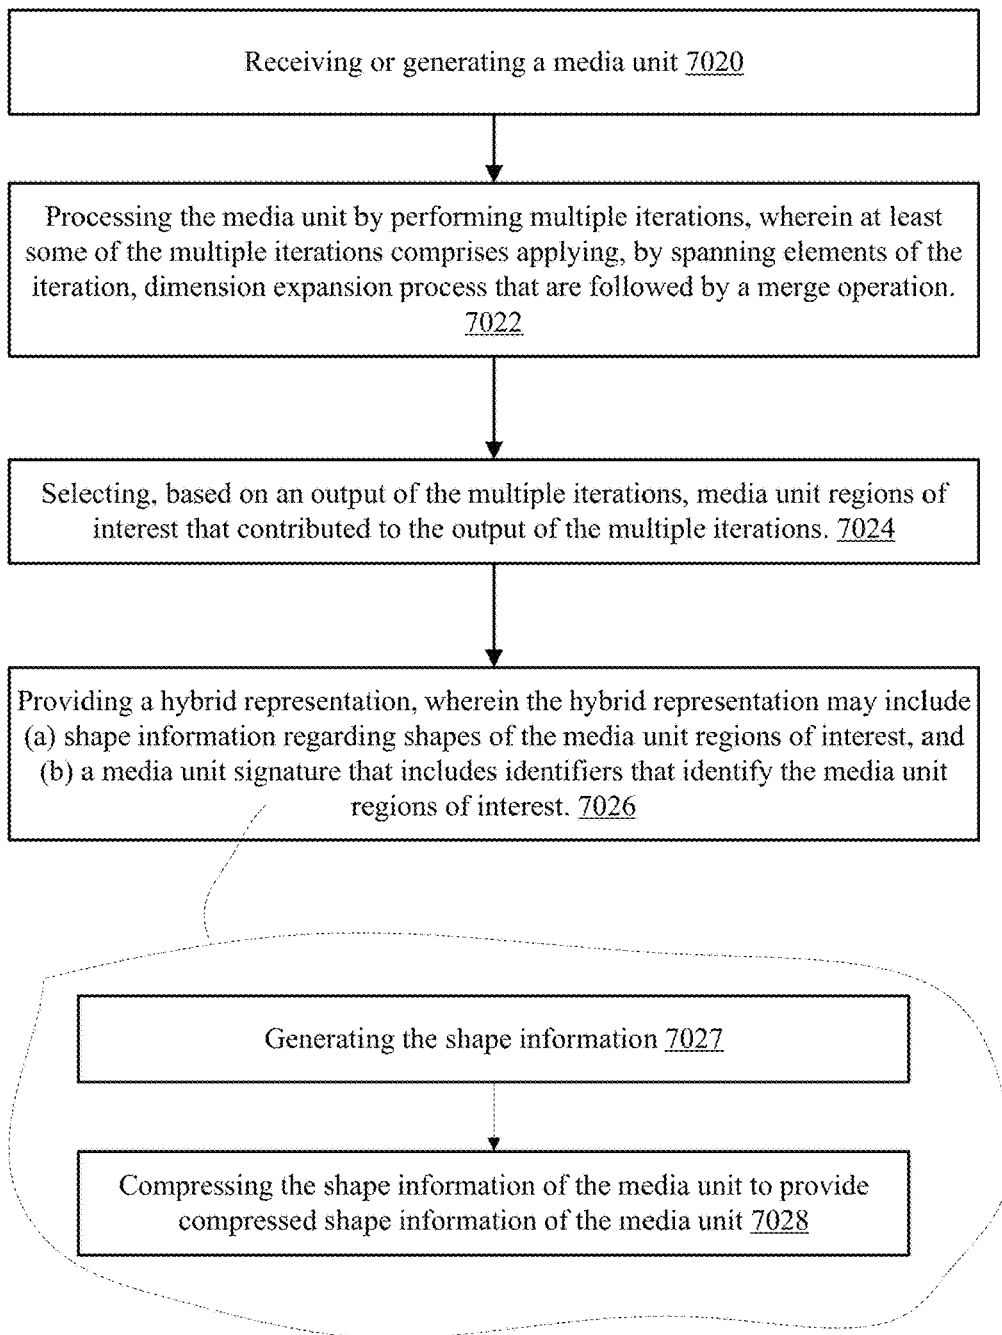 Receiving or generating a media unit 7020
Processing the media unit by performing multiple iterations, wherein at least
some of the multiple iterations comprises applying, by spanning elements of the
iteration, dimension expansion process that are followed by a merge operation.
7022
Selecting, based on an output of the multiple iterations, media unit regions of
interest that contributed to the output of the multiple iterations. 7024
Providing a hybrid representation, wherein the hybrid representation may include
(a) shape information regarding shapes of the media unit regions of interest, and
(b) a media unit signature that includes identifiers that identify the media unit
regions of interest. 7026
Generating the shape information 7027
Compressing the shape information of the media unit to provide
compressed shape information of the media unit 7028